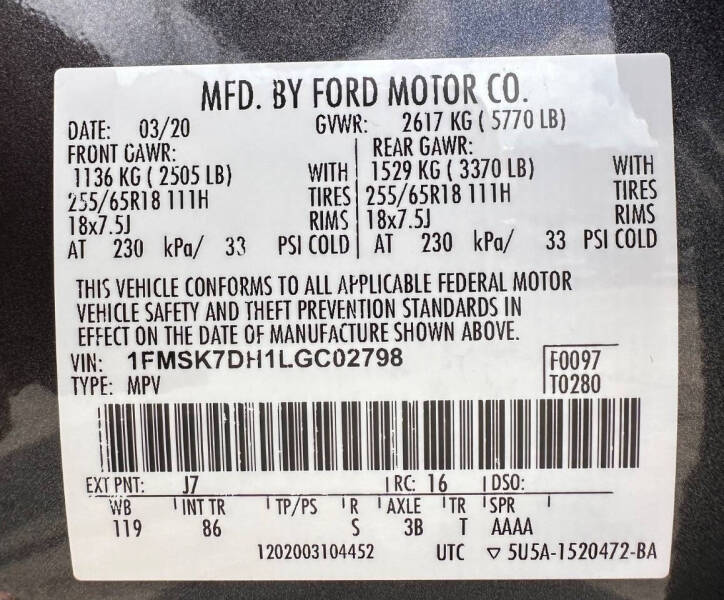 MFD. BY FORD MOTOR CO.
DATE: 03/20 GVWR: 2617 KG ( 5770 LB)
FRONT GAWR: REAR GAWR:
1136 KG ( 2505 LB) WITH 1529 KG ( 3370 LB) WITH
255/65R18 111H TIRES 255/65R18 111H TIRES
18x7.5J RIMS 18x7.5J RIMS
AT 230 kPa/ 33 PSI COLD AT 230 kPa/ 33 PSI COLD
THIS VEHICLE CONFORMS TO ALL APPLICABLE FEDERAL MOTOR
VEHICLE SAFETY AND THEFT PREVENTION STANDARDS IN
EFFECT ON THE DATE OF MANUFACTURE SHOWN ABOVE.
VIN: 1FMSK7DH1LGC02798 F0097
TYPE: MPV T0280
EXT PNT: J7 RC: 16 DSO:
WB INT TR TP/PS R AXLE TR SPR
119 86 S 3B T AAAA
1202003104452 UTC ▽ 5U5A-1520472-BA